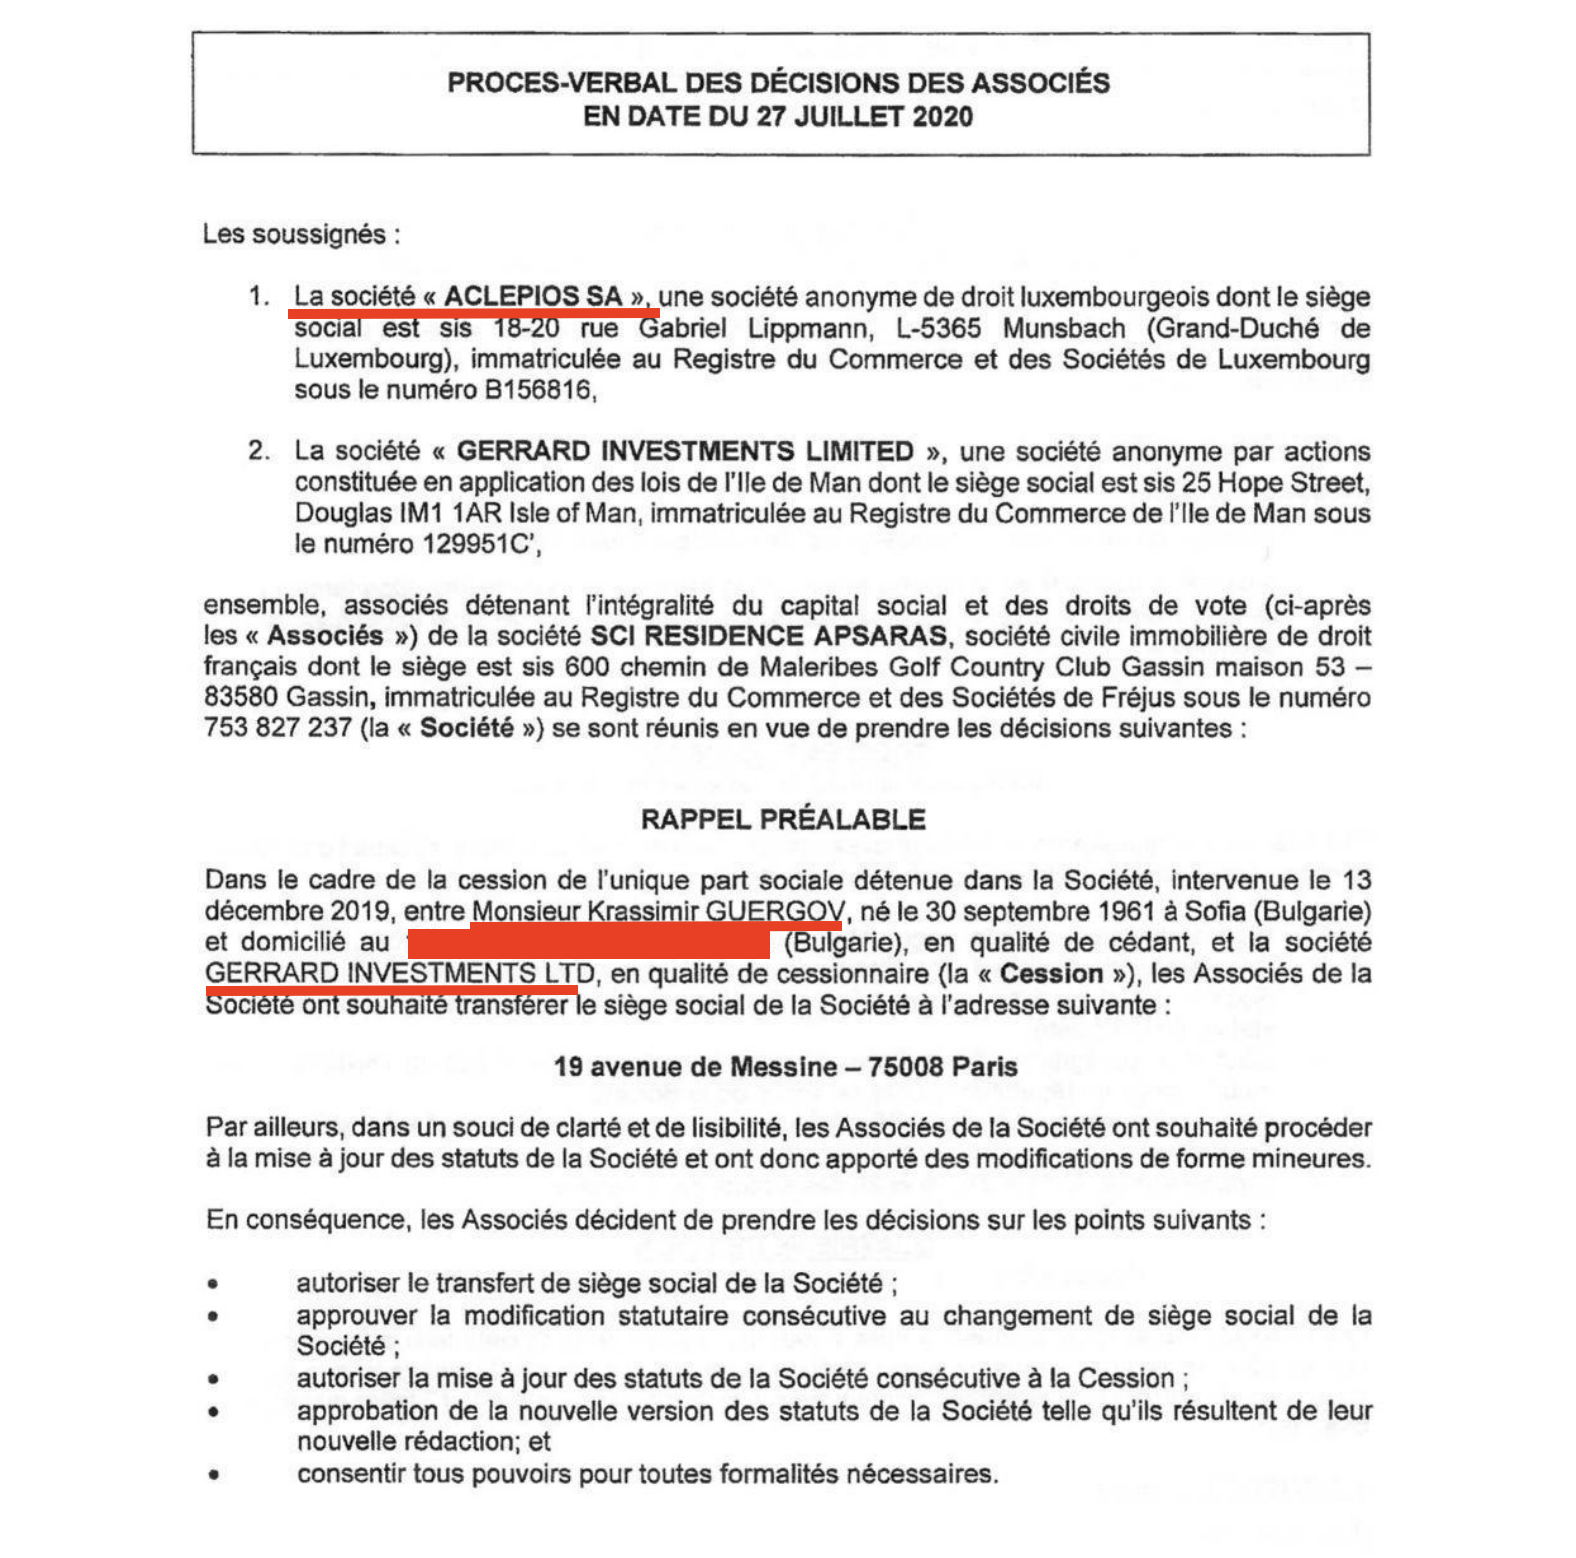 PROCES-VERBAL DES DÉCISIONS DES ASSOCIÉS
EN DATE DU 27 JUILLET 2020
Les soussignés :
1. La société « ACLEPIOS SA », une société anonyme de droit luxembourgeois dont le siège
social est sis 18-20 rue Gabriel Lippmann, L-5365 Munsbach (Grand-Duché de
Luxembourg), immatriculée au Registre du Commerce et des Sociétés de Luxembourg
sous le numéro B156816,
2. La société « GERRARD INVESTMENTS LIMITED », une société anonyme par actions
constituée en application des lois de l'Ile de Man dont le siège social est sis 25 Hope Street,
Douglas IM1 1AR Isle of Man, immatriculée au Registre du Commerce de l'Ile de Man sous
le numéro 129951C',
ensemble, associés détenant l'intégralité du capital social et des droits de vote (ci-après
les « Associés ») de la société SCI RESIDENCE APSARAS, société civile immobilière de droit
français dont le siège est sis 600 chemin de Maleribes Golf Country Club Gassin maison 53 –
83580 Gassin, immatriculée au Registre du Commerce et des Sociétés de Fréjus sous le numéro
753 827 237 (la « Société ») se sont réunis en vue de prendre les décisions suivantes :
RAPPEL PRÉALABLE
Dans le cadre de la cession de l'unique part sociale détenue dans la Société, intervenue le 13
décembre 2019, entre Monsieur Krassimir GUERGOV, né le 30 septembre 1961 à Sofia (Bulgarie)
et domicilié au (Bulgarie), en qualité de cédant, et la société
GERRARD INVESTMENTS LTD, en qualité de cessionnaire (la « Cession »), les Associés de la
Société ont souhaité transférer le siège social de la Société à l'adresse suivante :
19 avenue de Messine – 75008 Paris
Par ailleurs, dans un souci de clarté et de lisibilité, les Associés de la Société ont souhaité procéder
à la mise à jour des statuts de la Société et ont donc apporté des modifications de forme mineures.
En conséquence, les Associés décident de prendre les décisions sur les points suivants :
• autoriser le transfert de siège social de la Société ;
• approuver la modification statutaire consécutive au changement de siège social de la
Société ;
• autoriser la mise à jour des statuts de la Société consécutive à la Cession ;
• approbation de la nouvelle version des statuts de la Société telle qu'ils résultent de leur
nouvelle rédaction; et
• consentir tous pouvoirs pour toutes formalités nécessaires.